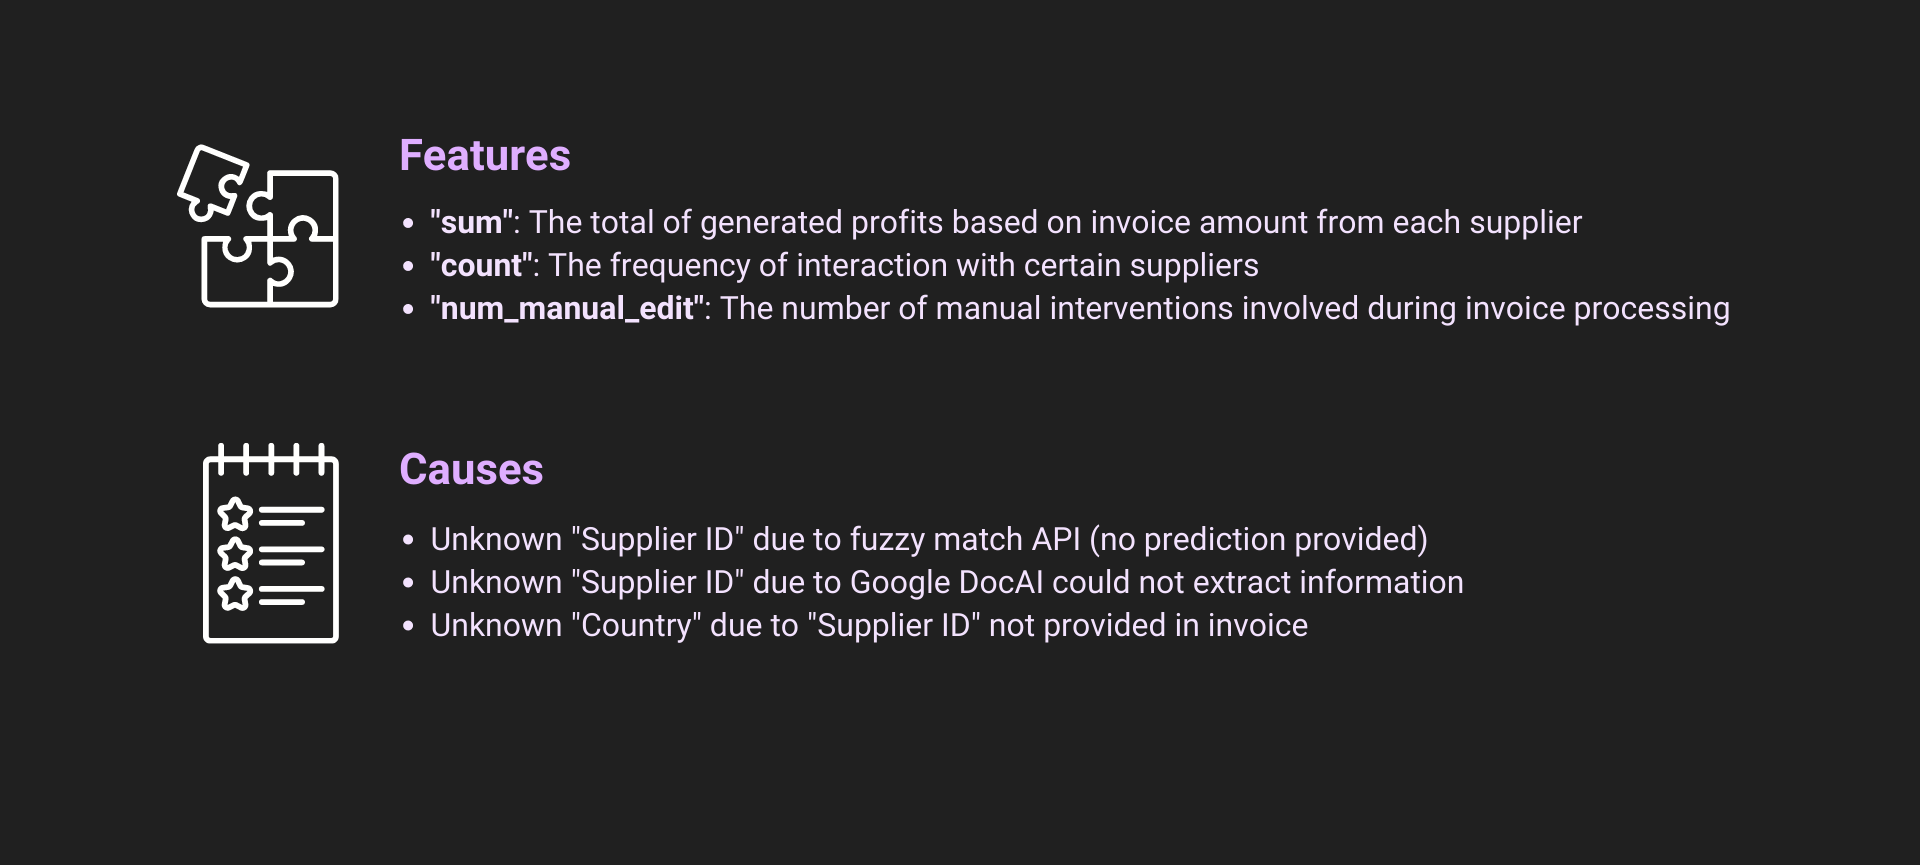 Features
• "sum": The total of generated profits based on invoice amount from each supplier
• "count": The frequency of interaction with certain suppliers
• "num_manual_edit": The number of manual interventions involved during invoice processing
Causes
• Unknown "Supplier ID" due to fuzzy match API (no prediction provided)
• Unknown "Supplier ID" due to Google DocAI could not extract information
• Unknown "Country" due to "Supplier ID" not provided in invoice